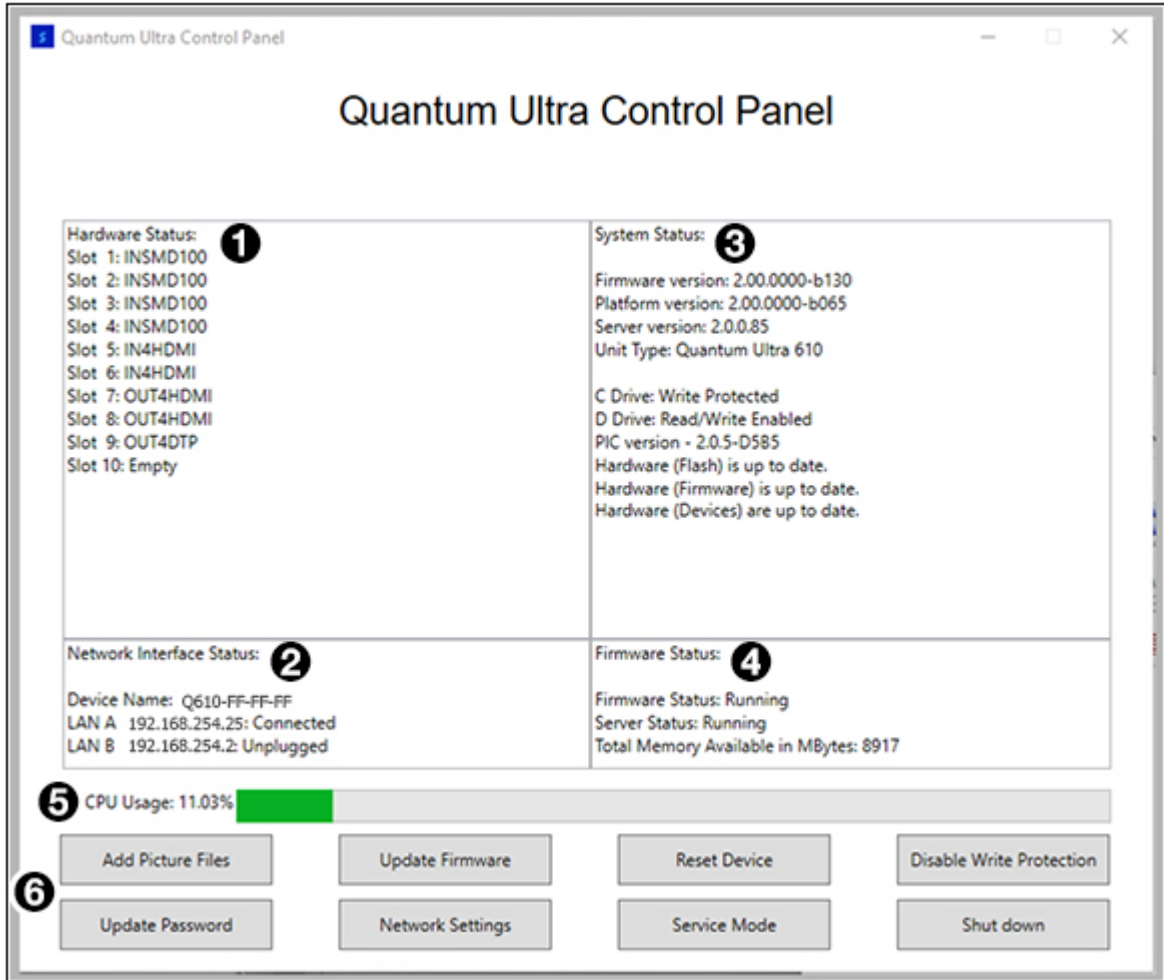 Quantum Ultra Control Panel
Quantum Ultra Control Panel
Hardware Status:
1
Slot 1: INSMD100
Slot 2: INSMD100
Slot 3: INSMD100
Slot 4: INSMD100
Slot 5: IN4HDMI
Slot 6: IN4HDMI
Slot 7: OUT4HDMI
Slot 8: OUT4HDMI
Slot 9: OUT4DTP
Slot 10: Empty
System Status:
3
Firmware version: 2.00.0000-b130
Platform version: 2.00.0000-b065
Server version: 2.0.0.85
Unit Type: Quantum Ultra 610
C Drive: Write Protected
D Drive: Read/Write Enabled
PIC version - 2.0.5-D5B5
Hardware (Flash) is up to date.
Hardware (Firmware) is up to date.
Hardware (Devices) are up to date.
Network Interface Status:
2
Device Name: Q610-FF-FF-FF
LAN A 192.168.254.25: Connected
LAN B 192.168.254.2: Unplugged
Firmware Status:
4
Firmware Status: Running
Server Status: Running
Total Memory Available in MBytes: 8917
5
CPU Usage: 11.03%
6
Add Picture Files
Update Firmware
Reset Device
Disable Write Protection
Update Password
Network Settings
Service Mode
Shut down